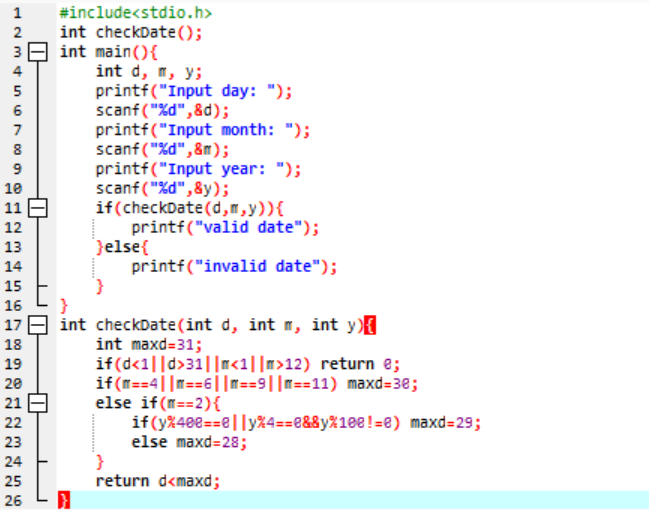 1 #include<stdio.h>
2 int checkDate();
3 int main(){
4     int d, m, y;
5     printf("Input day: ");
6     scanf("%d",&d);
7     printf("Input month: ");
8     scanf("%d",&m);
9     printf("Input year: ");
10     scanf("%d",&y);
11     if(checkDate(d,m,y)){
12         printf("valid date");
13     }else{
14         printf("invalid date");
15     }
16 }
17 int checkDate(int d, int m, int y){
18     int maxd=31;
19     if(d<1||d>31||m<1||m>12) return 0;
20     if(m==4||m==6||m==9||m==11) maxd=30;
21     else if(m==2){
22         if(y%400==0||y%4==0&&y%100!=0) maxd=29;
23         else maxd=28;
24     }
25     return d<maxd;
26 }